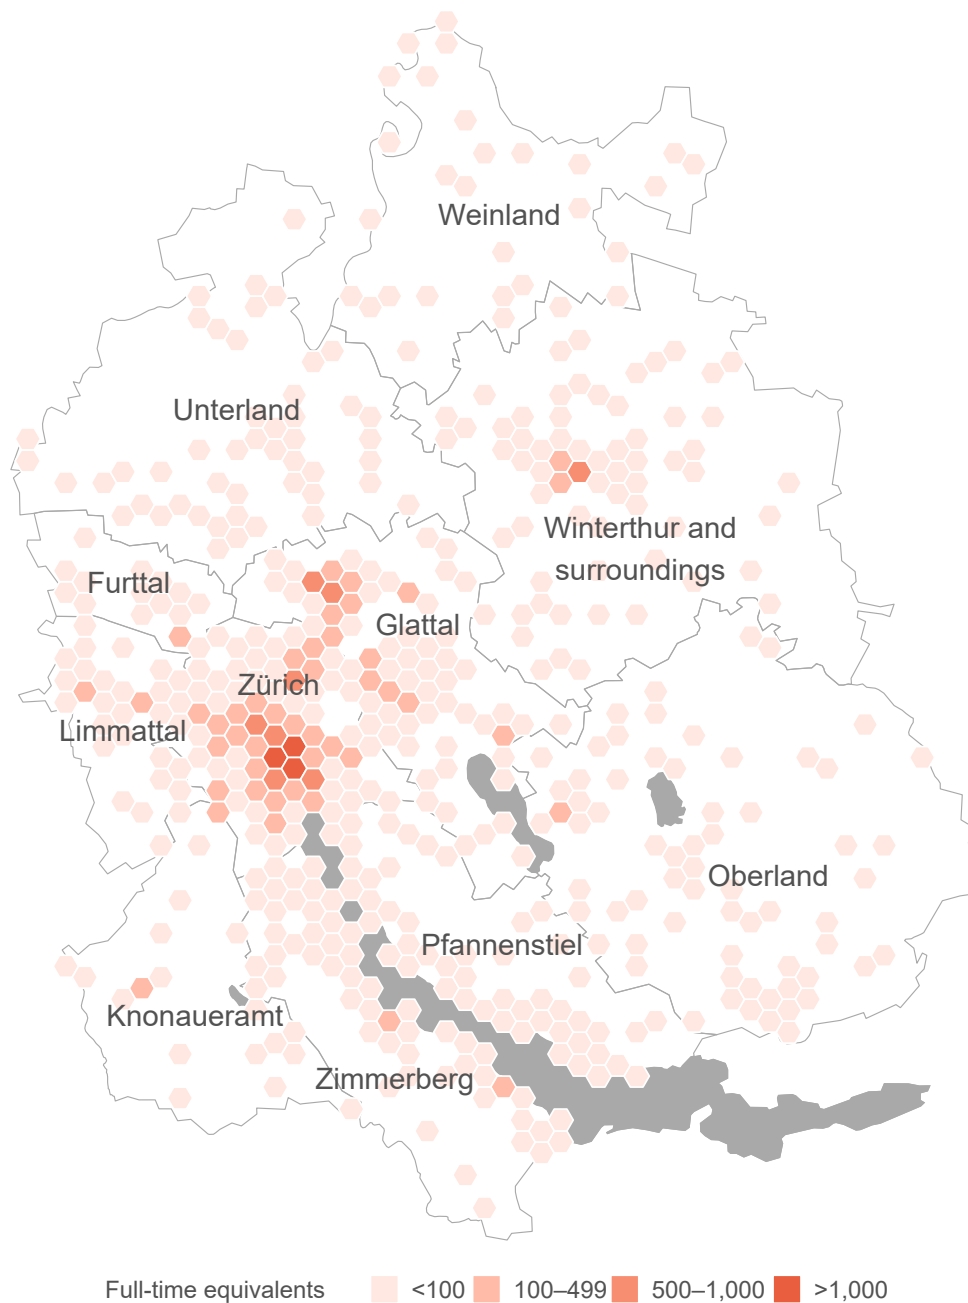 Weinland
Unterland
Winterthur and
surroundings
Furttal
Glattal
Zürich
Limmattal
Oberland
Pfannenstiel
Knonaueramt
Zimmerberg
Full-time equivalents <100 100–499 500–1,000 >1,000